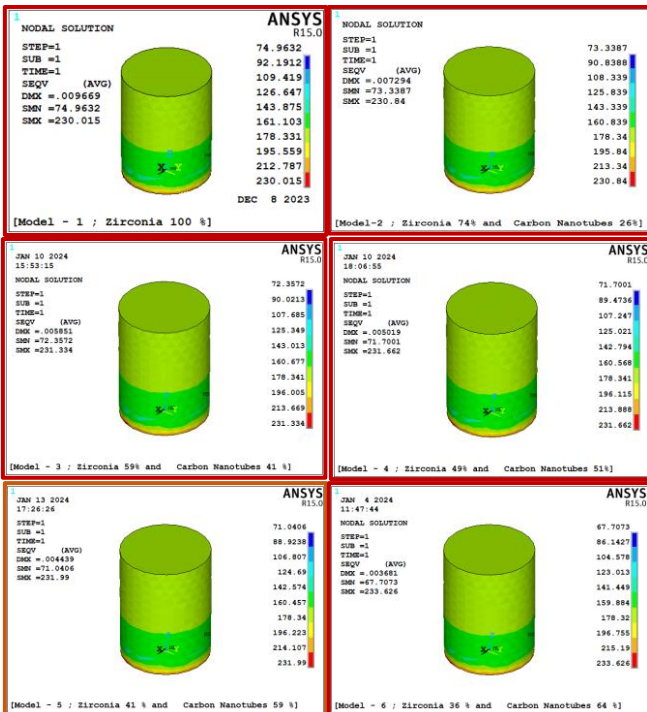 1
NODAL SOLUTION
STEP=1
SUB =1
TIME=1
SEQV     (AVG)
DMX =.009669
SMN =74.9632
SMX =230.015
ANSYS
R15.0
74.9632
92.1912
109.419
126.647
143.875
161.103
178.331
195.559
212.787
230.015
X Y
DEC  8 2023
[Model - 1 ; Zirconia 100 %]
1
NODAL SOLUTION
STEP=1
SUB =1
TIME=1
SEQV     (AVG)
DMX =.007294
SMN =73.3387
SMX =230.84
73.3387
90.8388
108.339
125.839
143.339
160.839
178.34
195.84
213.34
230.84
[Model-2 ; Zirconia 74% and  Carbon Nanotubes 26%]
1
JAN 10 2024
15:53:15
NODAL SOLUTION
STEP=1
SUB =1
TIME=1
SEQV     (AVG)
DMX =.005851
SMN =72.3572
SMX =231.334
ANSYS
R15.0
72.3572
90.0213
107.685
125.349
143.013
160.677
178.341
196.005
213.669
231.334
[Model - 3 ; Zirconia 59% and   Carbon Nanotubes 41 %]
1
JAN 10 2024
18:06:55
NODAL SOLUTION
STEP=1
SUB =1
TIME=1
SEQV     (AVG)
DMX =.005019
SMN =71.7001
SMX =231.662
ANSYS
R15.0
71.7001
89.4736
107.247
125.021
142.794
160.568
178.341
196.115
213.888
231.662
[Model - 4 ; Zirconia 49% and   Carbon Nanotubes 51%]
1
JAN 13 2024
17:26:26
STEP=1
SUB =1
TIME=1
SEQV     (AVG)
DMX =.004439
SMN =71.0406
SMX =231.99
ANSYS
R15.0
71.0406
88.9238
106.807
124.69
142.574
160.457
178.34
196.223
214.107
231.99
[Model - 5 ; Zirconia 41 % and   Carbon Nanotubes 59 %]
1
JAN  4 2024
11:47:44
NODAL SOLUTION
STEP=1
SUB =1
TIME=1
SEQV     (AVG)
DMX =.003681
SMN =67.7073
SMX =233.626
ANSYS
R15.0
67.7073
86.1427
104.578
123.013
141.449
159.884
178.32
196.755
215.19
233.626
[Model - 6 ; Zirconia 36 % and   Carbon Nanotubes 64 %]